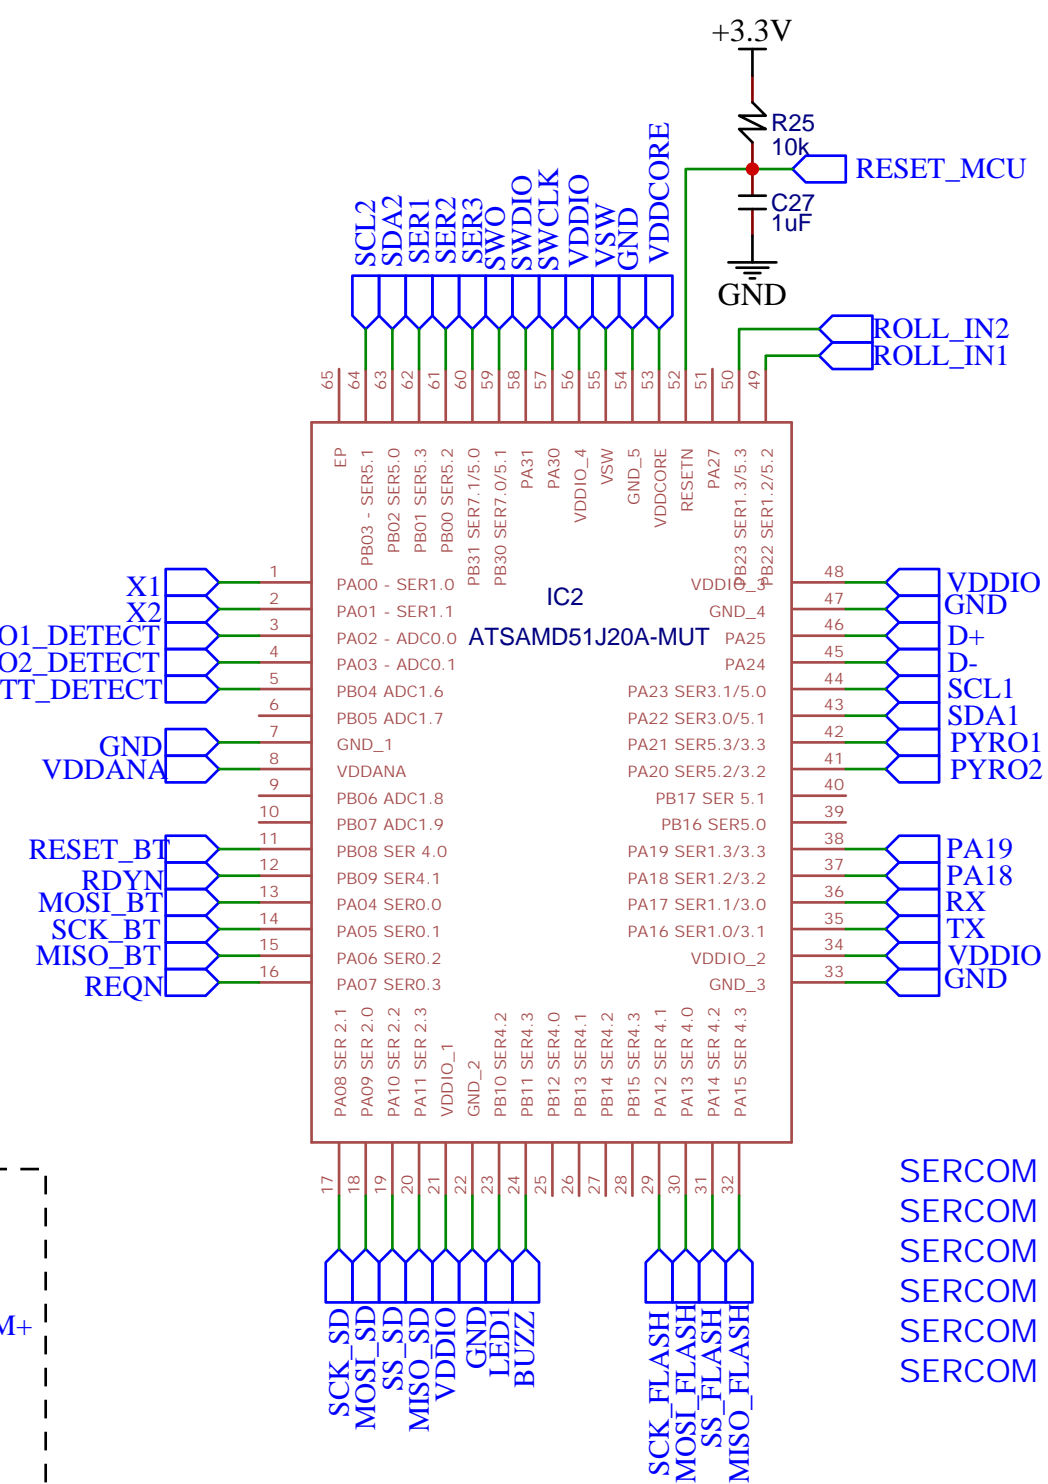 +3.3V
R25
10k
RESET_MCU
C27
1uF
GND
SCL2
SDA2
SER1
SER2
SER3
SWO
SWDIO
SWCLK
VDDIO
VSW
GND
VDDCORE
ROLL_IN2
ROLL_IN1
65
64
63
62
61
60
59
58
57
56
55
54
53
52
51
50
49
EP
PB03 - SER5.1
PB02 SER5.0
PB01 SER5.3
PB00 SER5.2
PB31 SER7.1/5.0
PB30 SER7.0/5.1
PA31
PA30
VDDIO_4
VSW
GND_5
VDDCORE
RESETN
PA27
PB23 SER1.3/5.3
PB22 SER1.2/5.2
IC2
ATSAMD51J20A-MUT
X1 1 PA00 - SER1.0
X2 2 PA01 - SER1.1
O1_DETECT 3 PA02 - ADC0.0
O2_DETECT 4 PA03 - ADC0.1
TT_DETECT 5 PB04 ADC1.6
6 PB05 ADC1.7
GND 7 GND_1
VDDANA 8 VDDANA
9 PB06 ADC1.8
10 PB07 ADC1.9
RESET_BT 11 PB08 SER 4.0
RDYN 12 PB09 SER4.1
MOSI_BT 13 PA04 SER0.0
SCK_BT 14 PA05 SER0.1
MISO_BT 15 PA06 SER0.2
REQN 16 PA07 SER0.3
VDDIO_3 48 VDDIO
GND_4 47 GND
PA25 46 D+
PA24 45 D-
PA23 SER3.1/5.0 44 SCL1
PA22 SER3.0/5.1 43 SDA1
PA21 SER5.3/3.3 42 PYRO1
PA20 SER5.2/3.2 41 PYRO2
PB17 SER 5.1 40
PB16 SER5.0 39
PA19 SER1.3/3.3 38 PA19
PA18 SER1.2/3.2 37 PA18
PA17 SER1.1/3.0 36 RX
PA16 SER1.0/3.1 35 TX
VDDIO_2 34 VDDIO
GND_3 33 GND
PA08 SER 2.1
PA09 SER 2.0
PA10 SER 2.2
PA11 SER 2.3
VDDIO_1
GND_2
PB10 SER4.2
PB11 SER4.3
PB12 SER4.0
PB13 SER4.1
PB14 SER4.2
PB15 SER4.3
PA12 SER 4.1
PA13 SER 4.0
PA14 SER 4.2
PA15 SER 4.3
17
18
19
20
21
22
23
24
25
26
27
28
29
30
31
32
SCK_SD
MOSI_SD
SS_SD
MISO_SD
VDDIO
GND
LED1
BUZZ
SCK_FLASH
MOSI_FLASH
SS_FLASH
MISO_FLASH
M+
SERCOM
SERCOM
SERCOM
SERCOM
SERCOM
SERCOM